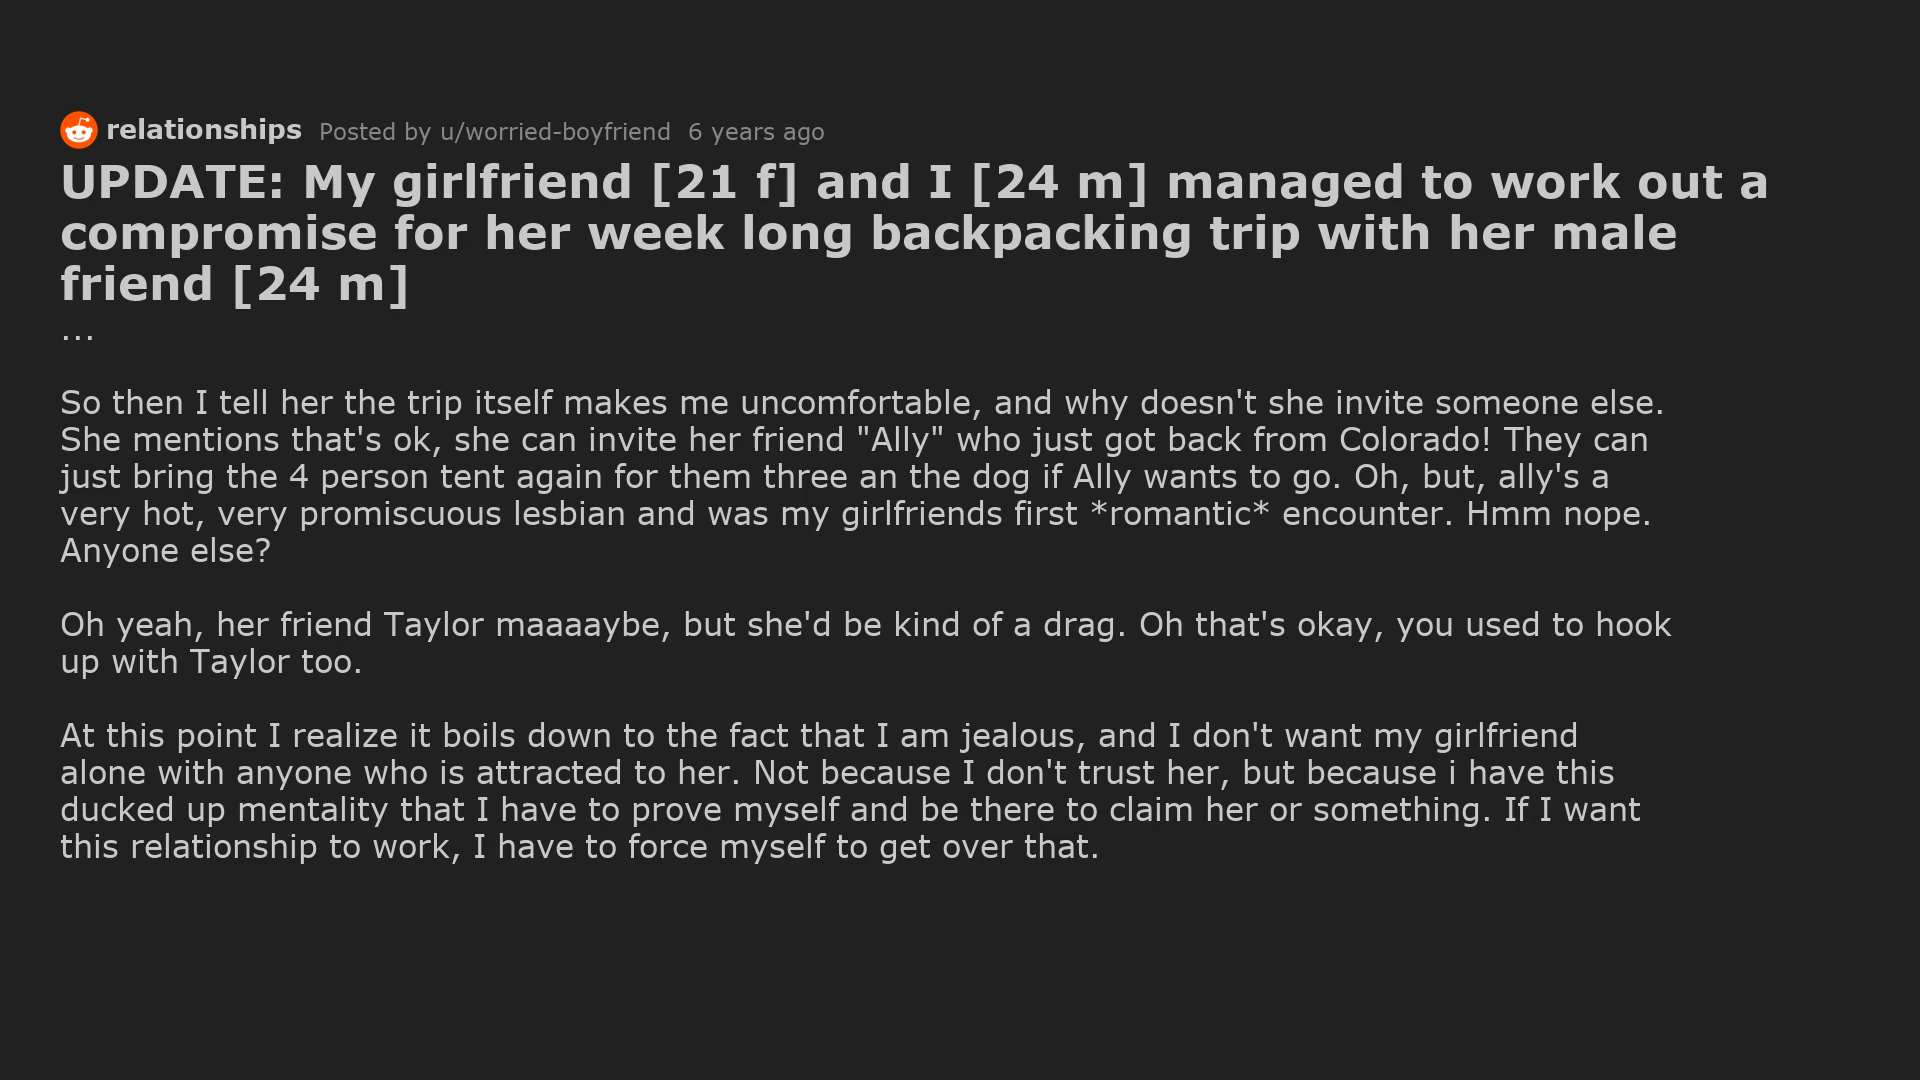 relationships Posted by u/worried-boyfriend 6 years ago
UPDATE: My girlfriend [21 f] and I [24 m] managed to work out a
compromise for her week long backpacking trip with her male
friend [24 m]
...
So then I tell her the trip itself makes me uncomfortable, and why doesn't she invite someone else.
She mentions that's ok, she can invite her friend "Ally" who just got back from Colorado! They can
just bring the 4 person tent again for them three an the dog if Ally wants to go. Oh, but, ally's a
very hot, very promiscuous lesbian and was my girlfriends first *romantic* encounter. Hmm nope.
Anyone else?
Oh yeah, her friend Taylor maaaaybe, but she'd be kind of a drag. Oh that's okay, you used to hook
up with Taylor too.
At this point I realize it boils down to the fact that I am jealous, and I don't want my girlfriend
alone with anyone who is attracted to her. Not because I don't trust her, but because i have this
ducked up mentality that I have to prove myself and be there to claim her or something. If I want
this relationship to work, I have to force myself to get over that.